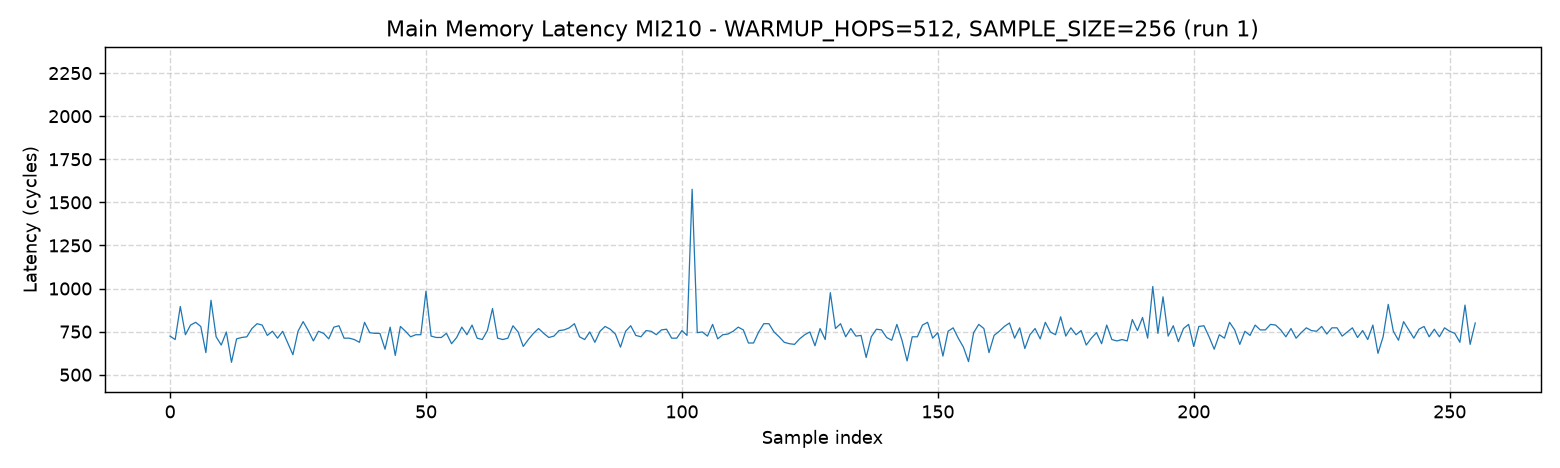 Main Memory Latency MI210 - WARMUP_HOPS=512, SAMPLE_SIZE=256 (run 1)
Latency (cycles)
2250
2000
1750
1500
1250
1000
750
500
0 50 100 150 200 250
Sample index